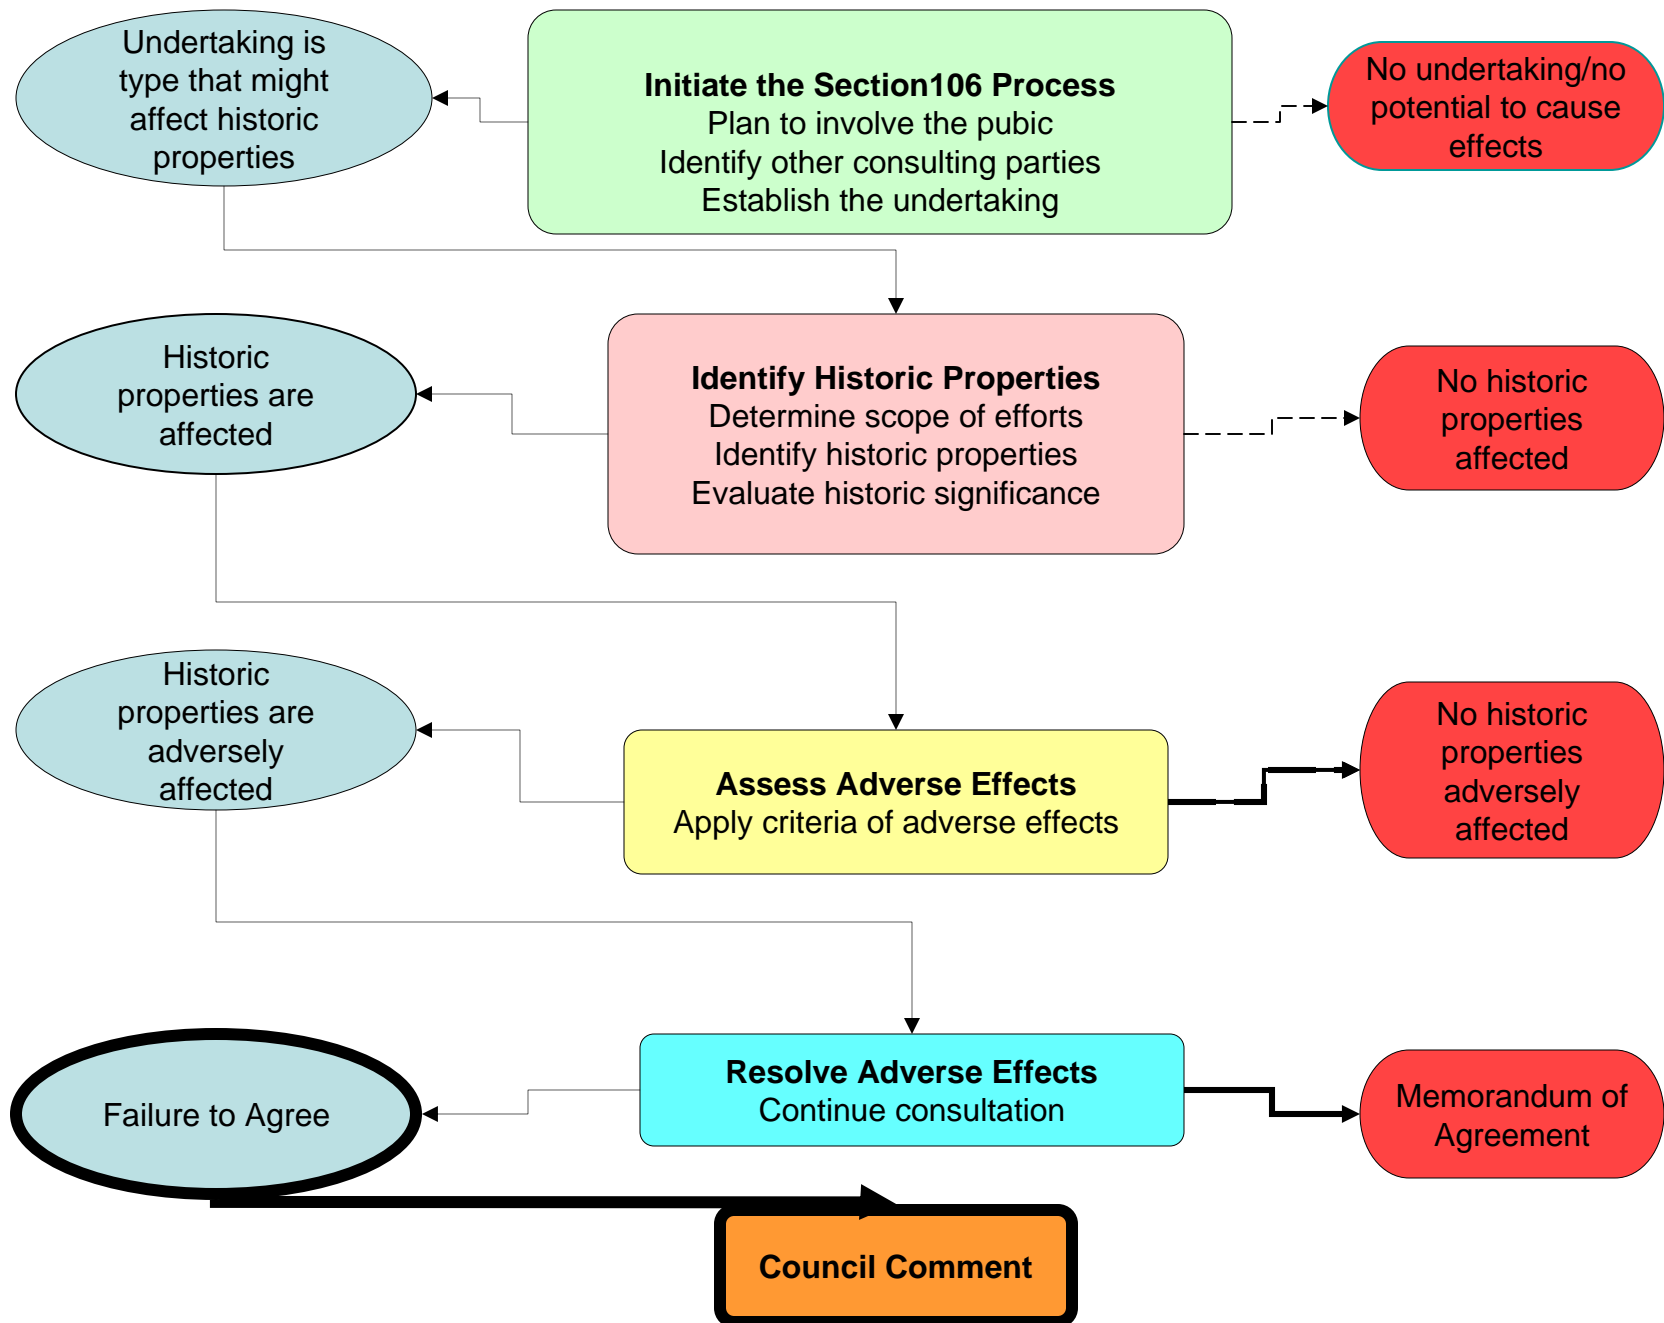 Undertaking is
type that might
affect historic
properties
Initiate the Section106 Process
Plan to involve the pubic
Identify other consulting parties
Establish the undertaking
No undertaking/no
potential to cause
effects
Historic
properties are
affected
Identify Historic Properties
Determine scope of efforts
Identify historic properties
Evaluate historic significance
No historic
properties
affected
Historic
properties are
adversely
affected
Assess Adverse Effects
Apply criteria of adverse effects
No historic
properties
adversely
affected
Failure to Agree
Resolve Adverse Effects
Continue consultation
Memorandum of
Agreement
Council Comment